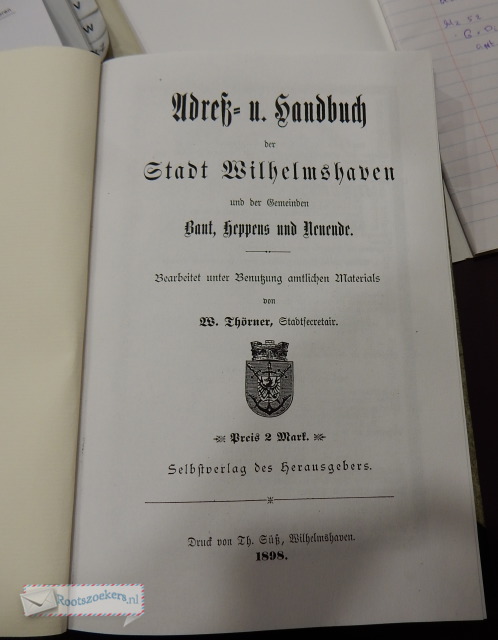 Adreß- u. Handbuch
der
Stadt Wilhelmshaven
und der Gemeinden
Bant, Heppens und Neuende.
Bearbeitet unter Benutzung amtlichen Materials
von
W. Thörner, Stadtsecretair.
Preis 2 Mark.
Selbstverlag des Herausgebers.
Druck von Th. Süß, Wilhelmshaven.
1898.
Rootszoekers.nl
V
W